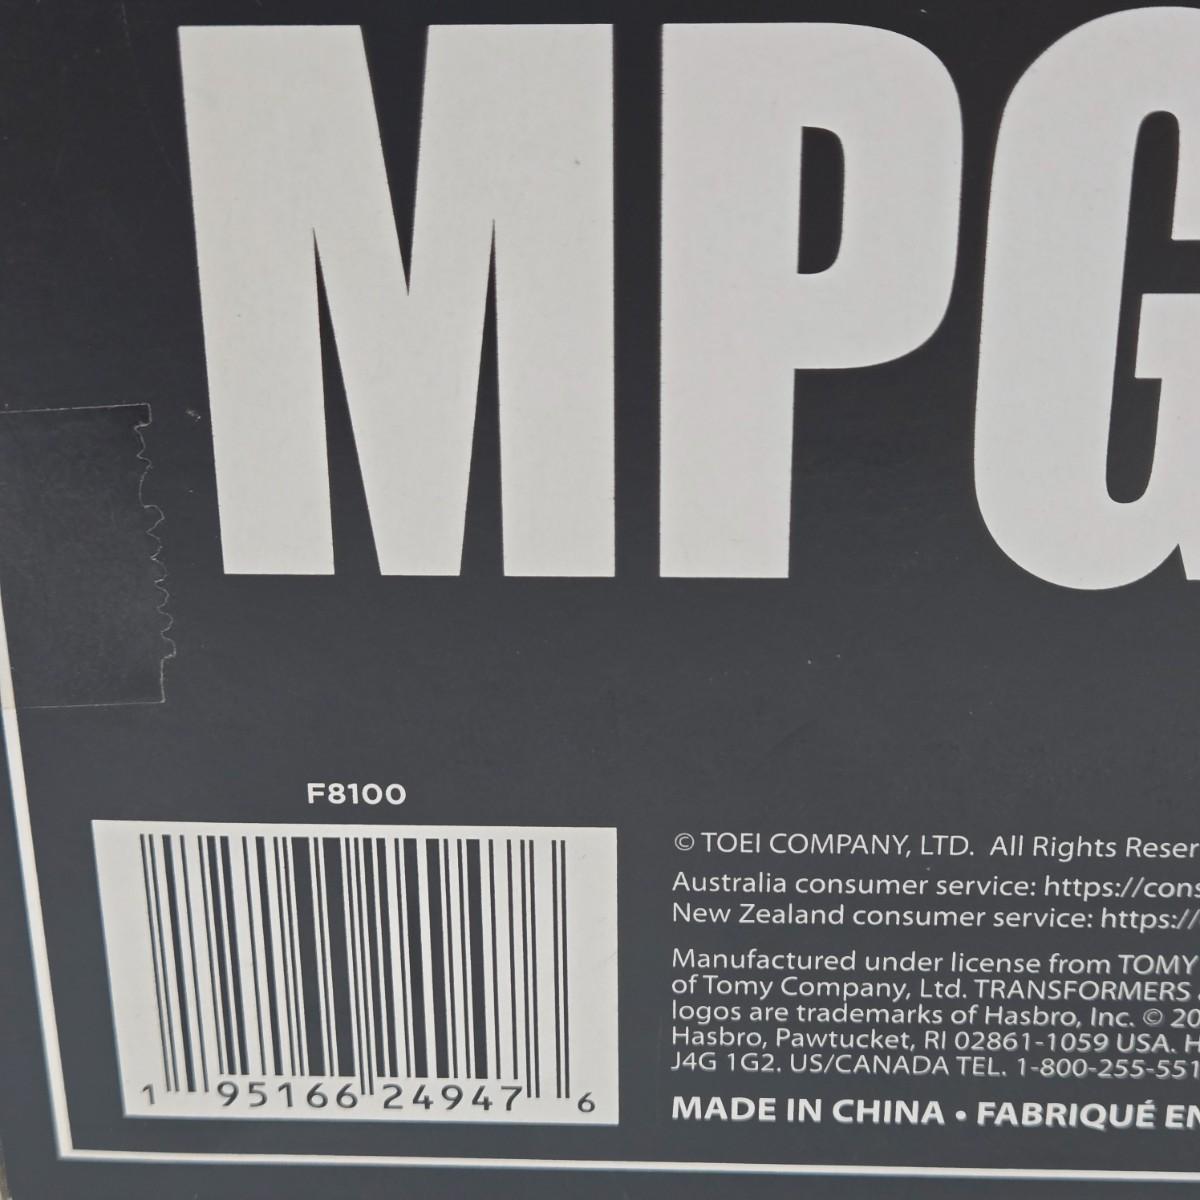 MPG
F8100
1 95166 24947 6
© TOEI COMPANY, LTD. All Rights Reser
Australia consumer service: https://cons
New Zealand consumer service: https://
Manufactured under license from TOMY
of Tomy Company, Ltd. TRANSFORMERS
logos are trademarks of Hasbro, Inc. © 20
Hasbro, Pawtucket, RI 02861-1059 USA. H
J4G 1G2. US/CANADA TEL. 1-800-255-551
MADE IN CHINA • FABRIQUÉ EN